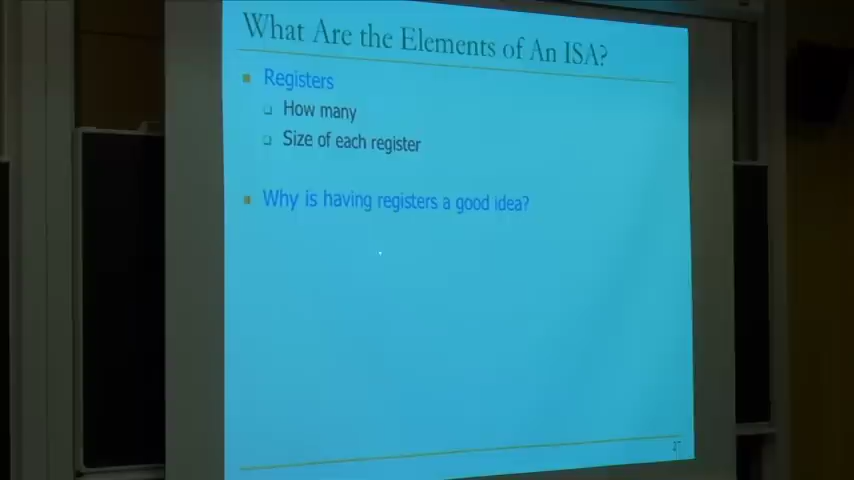 What Are the Elements of An ISA?
Registers
How many
Size of each register
Why is having registers a good idea?